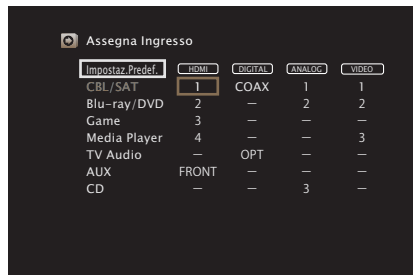 Assegna Ingresso
Impostaz.Predef. HDMI DIGITAL ANALOG VIDEO
CBL/SAT 1 COAX 1 1
Blu-ray/DVD 2 — 2 2
Game 3 — — —
Media Player 4 — — 3
TV Audio — OPT — —
AUX FRONT — — —
CD — — 3 —